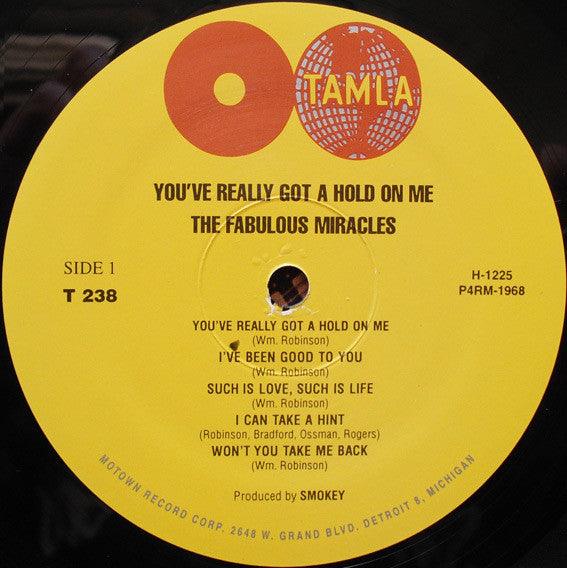 TAMLA
YOU'VE REALLY GOT A HOLD ON ME
THE FABULOUS MIRACLES
SIDE 1
T 238
H-1225
P4RM-1968
YOU'VE REALLY GOT A HOLD ON ME
(Wm. Robinson)
I'VE BEEN GOOD TO YOU
(Wm. Robinson)
SUCH IS LOVE, SUCH IS LIFE
(Wm. Robinson)
I CAN TAKE A HINT
(Robinson, Bradford, Ossman, Rogers)
WON'T YOU TAKE ME BACK
(Wm. Robinson)
Produced by SMOKEY
MOTOWN RECORD CORP. 2648 W. GRAND BLVD. DETROIT 8, MICHIGAN